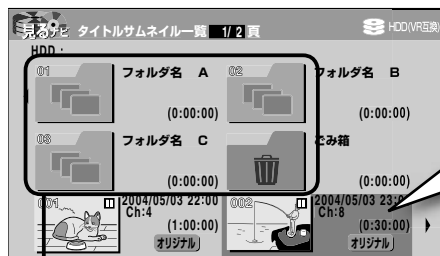 見るナビ タイトルサムネイル一覧 1/2 頁 HDD(VR互換)
HDD :
01 フォルダ名 A 02 フォルダ名 B
(0:00:00) (0:00:00)
03 フォルダ名 C ごみ箱
(0:00:00) (0:00:00)
001 2004/05/03 22:00 002 2004/05/03 23:0
Ch:4 Ch:8
(1:00:00) (0:30:00)
オリジナル オリジナル